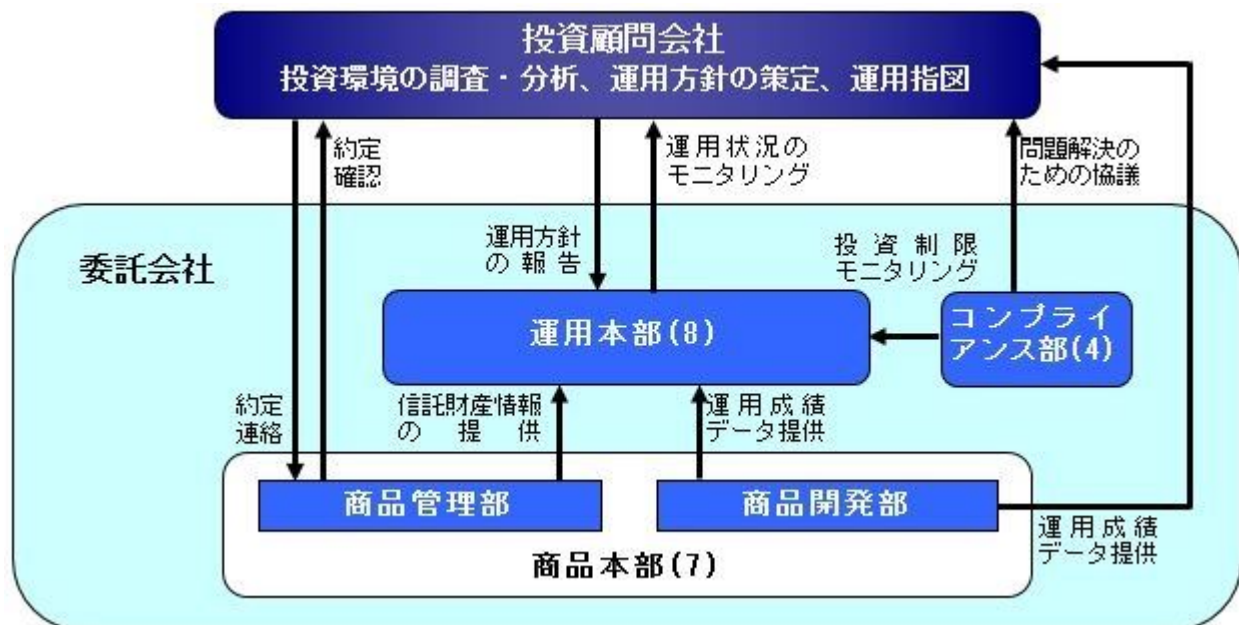 投資顧問会社
投資環境の調査・分析、運用方針の策定、運用指図
約定
確認
運用状況の
モニタリング
問題解決の
ための協議
運用方針
の報告
投資制限
モニタリング
委託会社
運用本部(8)
コンプライ
アンス部(4)
約定
連絡
信託財産情報
の提供
運用成績
データ提供
商品管理部
商品開発部
運用成績
データ提供
商品本部(7)